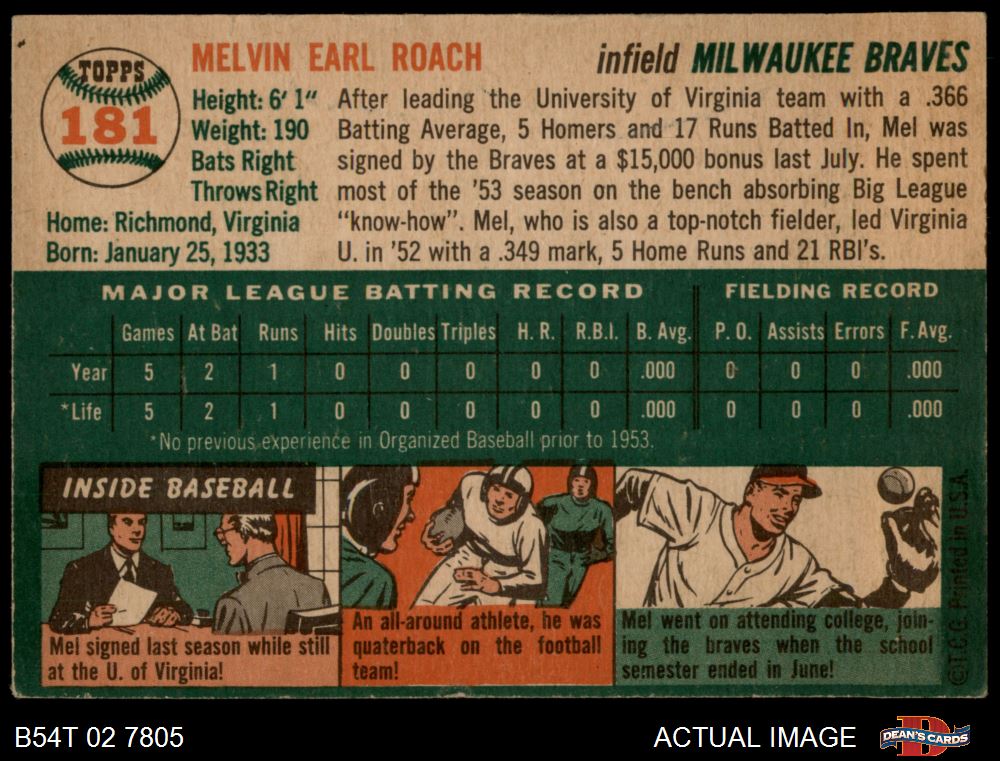 TOPPS
181
MELVIN EARL ROACH
infield MILWAUKEE BRAVES
Height: 6' 1"
Weight: 190
Bats Right
Throws Right
Home: Richmond, Virginia
Born: January 25, 1933
After leading the University of Virginia team with a .366
Batting Average, 5 Homers and 17 Runs Batted In, Mel was
signed by the Braves at a $15,000 bonus last July. He spent
most of the '53 season on the bench absorbing Big League
"know-how". Mel, who is also a top-notch fielder, led Virginia
U. in '52 with a .349 mark, 5 Home Runs and 21 RBI's.
MAJOR LEAGUE BATTING RECORD FIELDING RECORD
Games At Bat Runs Hits Doubles Triples H. R. R.B.I. B. Avg. P. O. Assists Errors F. Avg.
Year 5 2 1 0 0 0 0 0 .000 0 0 0 .000
*Life 5 2 1 0 0 0 0 0 .000 0 0 0 .000
*No previous experience in Organized Baseball prior to 1953.
INSIDE BASEBALL
Mel signed last season while still
at the U. of Virginia!
An all-around athlete, he was
quaterback on the football
team!
Mel went on attending college, join-
ing the braves when the school
semester ended in June!
©T.C.G. Printed in U.S.A.
B54T 02 7805
ACTUAL IMAGE
D
DEAN'S CARDS